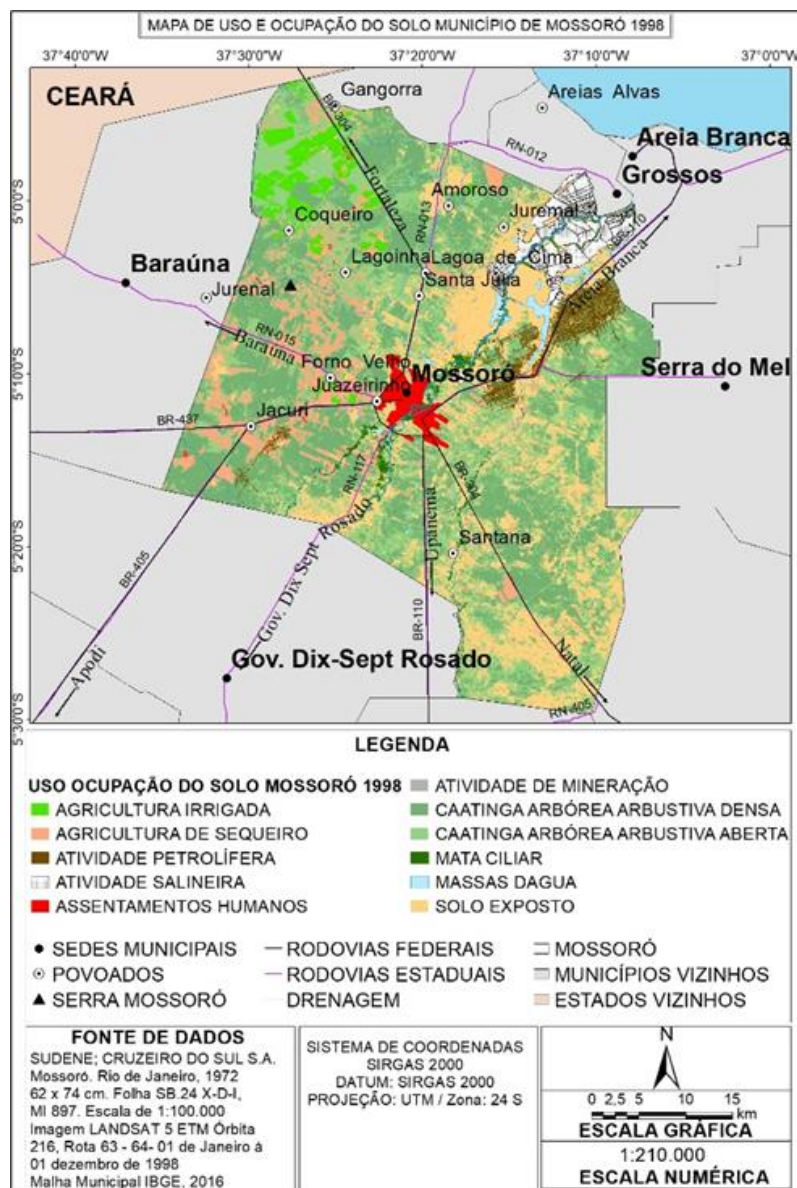 MAPA DE USO E OCUPAÇÃO DO SOLO MUNICÍPIO DE MOSSORÓ 1998
37°40'0"W 37°30'0"W 37°20'0"W 37°10'0"W 37°0'0"W
CEARÁ
Gangorra
Areias Alvas
BR-304
RN-012
Areia Branca
Grossos
Fortaleza
RN-013
Amoroso
5°0'0"S
Coqueiro
Juremal
BR-110
Areia Branca
Baraúna
Lagoinha
Lagoa de Cima
Jurenal
Santa Júlia
RN-015
Barauna
Forno Velho
5°10'0"S
Mossoró
Serra do Mel
Juazeirinho
Jacuri
BR-437
RN-117
BR-304
Gov. Dix Sept Rosado
Upanema
Santana
5°20'0"S
BR-405
BR-110
Gov. Dix-Sept Rosado
Natal
Apodi
RN-405
5°30'0"S
LEGENDA
USO OCUPAÇÃO DO SOLO MOSSORÓ 1998
AGRICULTURA IRRIGADA
AGRICULTURA DE SEQUEIRO
ATIVIDADE PETROLÍFERA
ATIVIDADE SALINEIRA
ASSENTAMENTOS HUMANOS
ATIVIDADE DE MINERAÇÃO
CAATINGA ARBÓREA ARBUSTIVA DENSA
CAATINGA ARBÓREA ARBUSTIVA ABERTA
MATA CILIAR
MASSAS DAGUA
SOLO EXPOSTO
SEDES MUNICIPAIS
POVOADOS
SERRA MOSSORÓ
RODOVIAS FEDERAIS
RODOVIAS ESTADUAIS
DRENAGEM
MOSSORÓ
MUNICÍPIOS VIZINHOS
ESTADOS VIZINHOS
FONTE DE DADOS
SUDENE; CRUZEIRO DO SUL S.A.
Mossoró. Rio de Janeiro, 1972
62 x 74 cm. Folha SB.24 X-D-I,
MI 897. Escala de 1:100.000
Imagem LANDSAT 5 ETM Órbita
216, Rota 63 - 64- 01 de Janeiro à
01 dezembro de 1998
Malha Municipal IBGE, 2016
SISTEMA DE COORDENADAS
SIRGAS 2000
DATUM: SIRGAS 2000
PROJEÇÃO: UTM / Zona: 24 S
N
0 2,5 5 10 15
km
ESCALA GRÁFICA
1:210.000
ESCALA NUMÉRICA